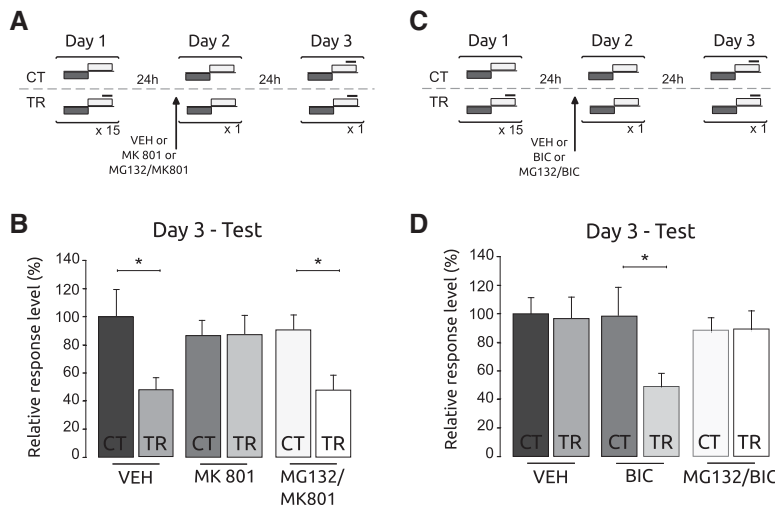 A
Day 1 Day 2 Day 3
CT 24h 24h
TR
x 15 x 1 x 1
VEH or
MK 801 or
MG132/MK801
B
Day 3 - Test
Relative response level (%)
140
120
100
80
60
40
20
0
* *
CT TR CT TR CT TR
VEH MK 801 MG132/
MK801
C
Day 1 Day 2 Day 3
CT 24h 24h
TR
x 15 x 1 x 1
VEH or
BIC or
MG132/BIC
D
Day 3 - Test
Relative response level (%)
140
120
100
80
60
40
20
0
*
CT TR CT TR CT TR
VEH BIC MG132/BIC